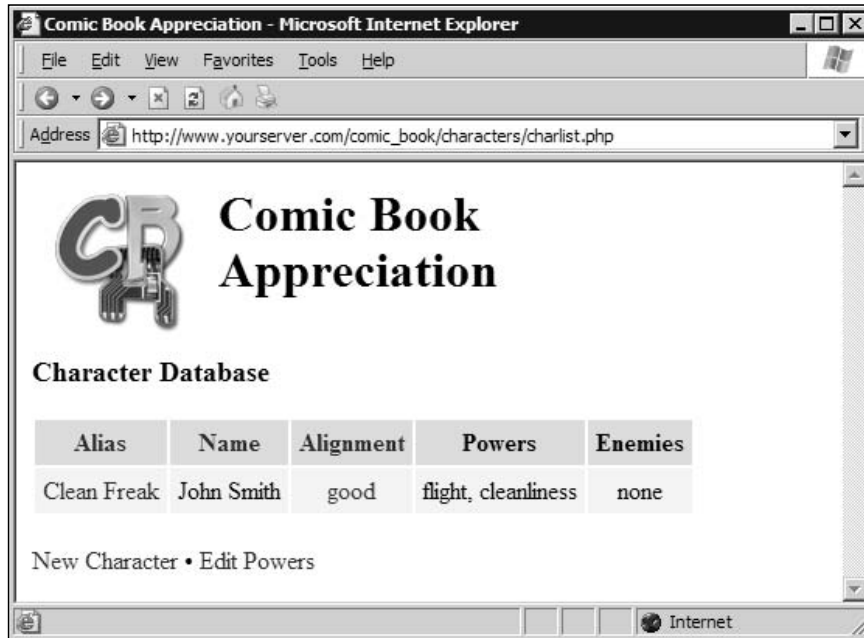 Comic Book Appreciation - Microsoft Internet Explorer
File Edit View Favorites Tools Help
Address http://www.yourserver.com/comic_book/characters/charlist.php
CBA
Comic Book
Appreciation
Character Database
Alias Name Alignment Powers Enemies
Clean Freak John Smith good flight, cleanliness none
New Character • Edit Powers
Internet